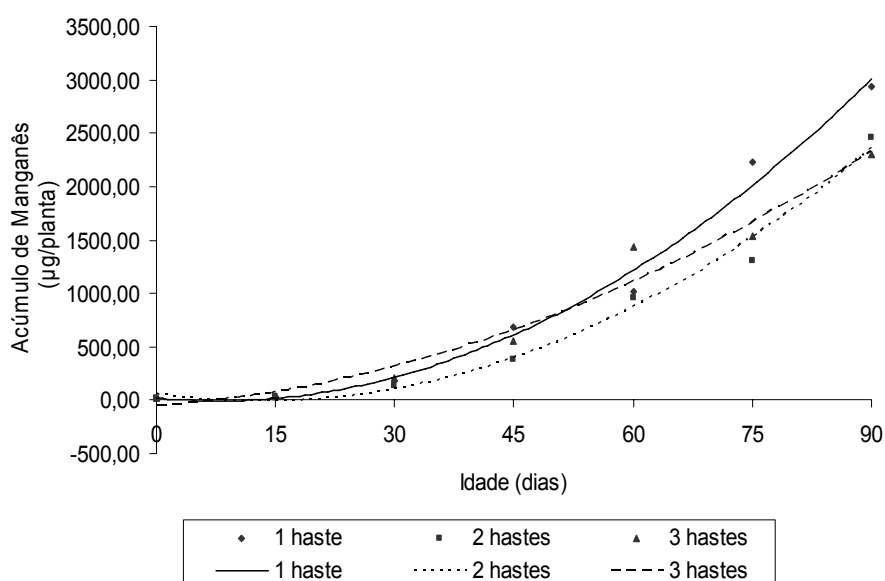 3500,00
3000,00
2500,00
2000,00
1500,00
1000,00
500,00
0,00
-500,00
Acúmulo de Manganês
(µg/planta)
0 15 30 45 60 75 90
Idade (dias)
1 haste 2 hastes 3 hastes
1 haste 2 hastes 3 hastes